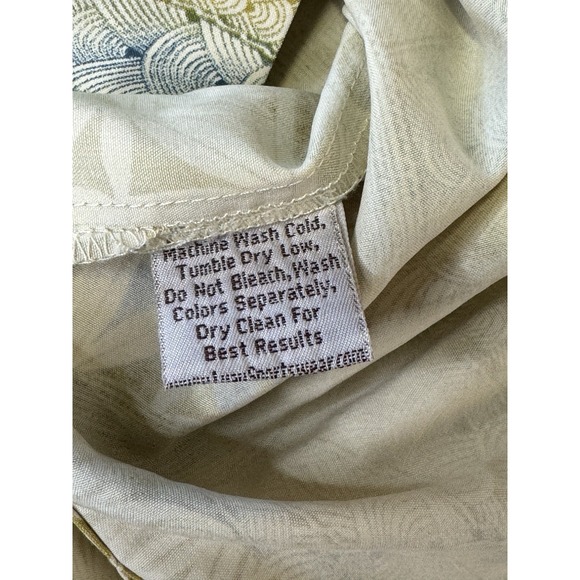 Machine Wash Cold,
Tumble Dry Low,
Do Not Bleach, Wash
Colors Separately,
Dry Clean For
Best Results